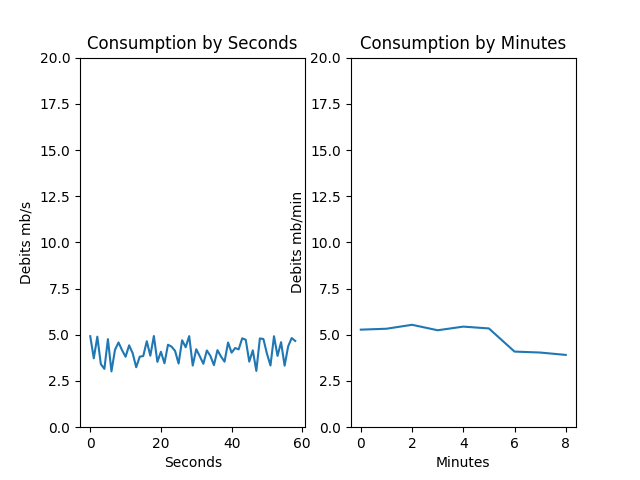 Consumption by Seconds
20.0
17.5
15.0
12.5
10.0
7.5
5.0
2.5
0.0
Debits mb/s
0 20 40 60
Seconds
Consumption by Minutes
20.0
17.5
15.0
12.5
10.0
7.5
5.0
2.5
0.0
Debits mb/min
0 2 4 6 8
Minutes